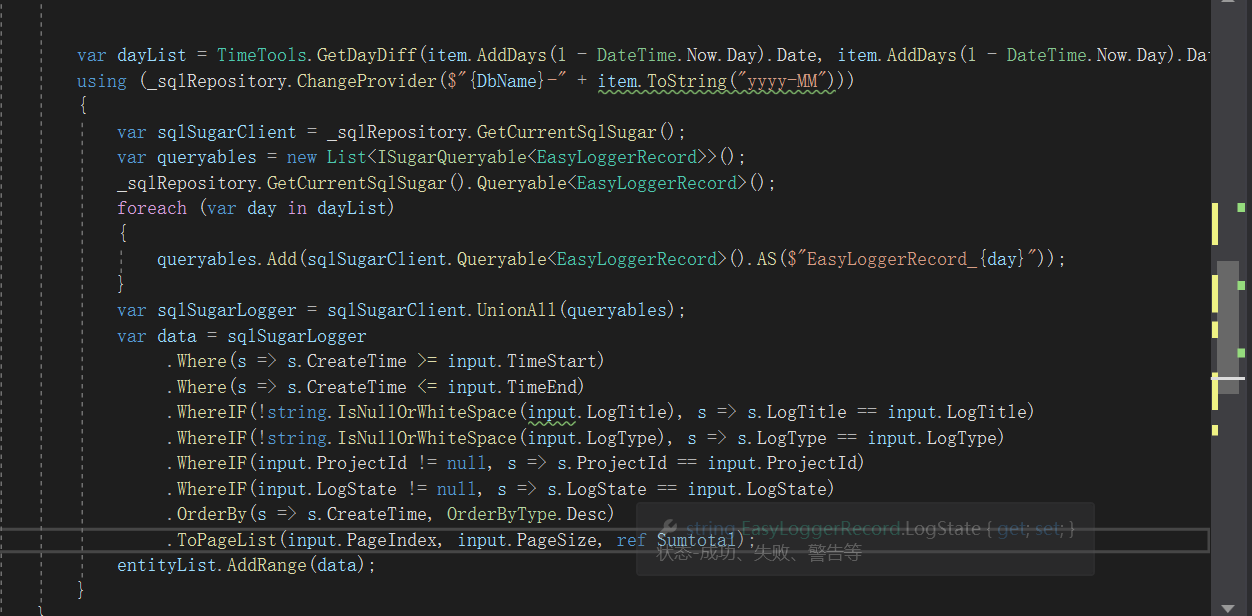 var dayList = TimeTools.GetDayDiff(item.AddDays(1 - DateTime.Now.Day).Date, item.AddDays(1 - DateTime.Now.Day).Da
using (_sqlRepository.ChangeProvider($"{DbName}-" + item.ToString("yyyy-MM")))
{
var sqlSugarClient = _sqlRepository.GetCurrentSqlSugar();
var queryables = new List<ISugarQueryable<EasyLoggerRecord>>();
_sqlRepository.GetCurrentSqlSugar().Queryable<EasyLoggerRecord>();
foreach (var day in dayList)
{
queryables.Add(sqlSugarClient.Queryable<EasyLoggerRecord>().AS($"EasyLoggerRecord_{day}"));
}
var sqlSugarLogger = sqlSugarClient.UnionAll(queryables);
var data = sqlSugarLogger
.Where(s => s.CreateTime >= input.TimeStart)
.Where(s => s.CreateTime <= input.TimeEnd)
.WhereIF(!string.IsNullOrWhiteSpace(input.LogTitle), s => s.LogTitle == input.LogTitle)
.WhereIF(!string.IsNullOrWhiteSpace(input.LogType), s => s.LogType == input.LogType)
.WhereIF(input.ProjectId != null, s => s.ProjectId == input.ProjectId)
.WhereIF(input.LogState != null, s => s.LogState == input.LogState)
.OrderBy(s => s.CreateTime, OrderByType.Desc)
string EasyLoggerRecord.LogState { get; set; }
.ToPageList(input.PageIndex, input.PageSize, ref Sumtotal);
状态-成功、失败、警告等
entityList.AddRange(data);
}
}